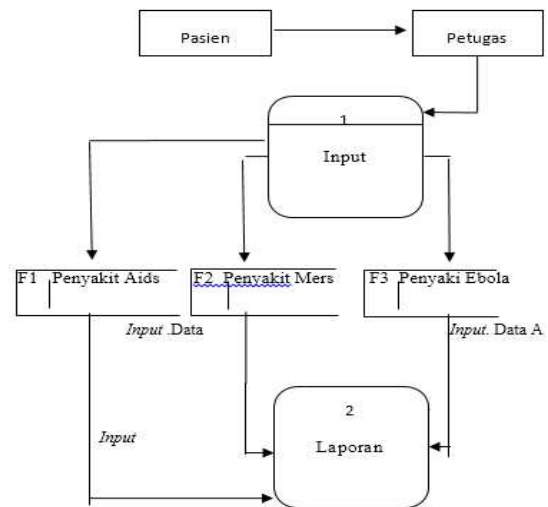 Pasien
Petugas
1
Input
F1 Penyakit Aids
F2 Penyakit Mers
F3 Penyaki Ebola
Input .Data
Input. Data A
2
Input
Laporan